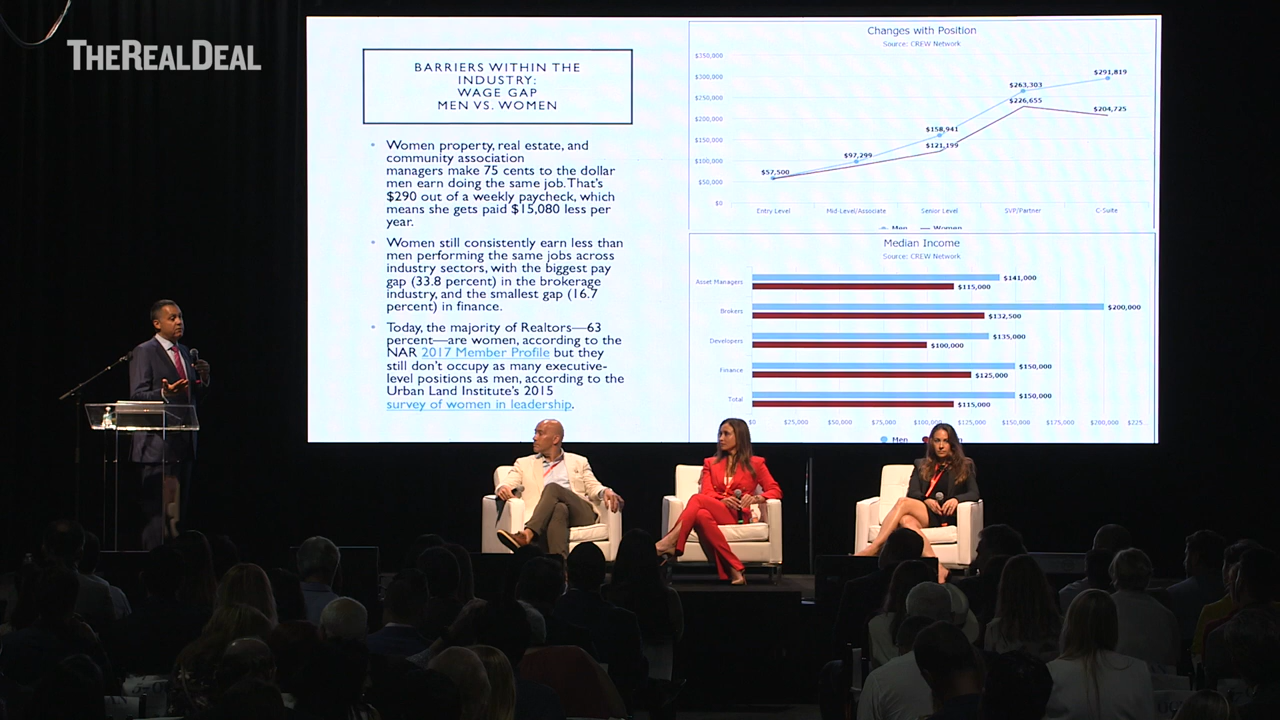 THEREALDEAL
BARRIERS WITHIN THE
INDUSTRY:
WAGE GAP
MEN VS. WOMEN
• Women property, real estate, and
community association
managers make 75 cents to the dollar
men earn doing the same job. That's
$290 out of a weekly paycheck, which
means she gets paid $15,080 less per
year.
• Women still consistently earn less than
men performing the same jobs across
industry sectors, with the biggest pay
gap (33.8 percent) in the brokerage
industry, and the smallest gap (16.7
percent) in finance.
• Today, the majority of Realtors—63
percent—are women, according to the
NAR 2017 Member Profile but they
still don't occupy as many executive-
level positions as men, according to the
Urban Land Institute's 2015
survey of women in leadership.
Changes with Position
Source: CREW Network
$350,000
$300,000
$250,000
$200,000
$150,000
$100,000
$50,000
$0
$57,500
$97,299
$158,941
$121,199
$263,303
$226,655
$291,819
$204,725
Entry Level Mid-Level/Associate Senior Level SVP/Partner C-Suite
Men Women
Median Income
Source: CREW Network
Asset Managers $141,000
$115,000
Brokers $200,000
$132,500
Developers $135,000
$100,000
Finance $150,000
$125,000
Total $150,000
$115,000
$0 $25,000 $50,000 $75,000 $100,000 $125,000 $150,000 $175,000 $200,000 $225...
Men